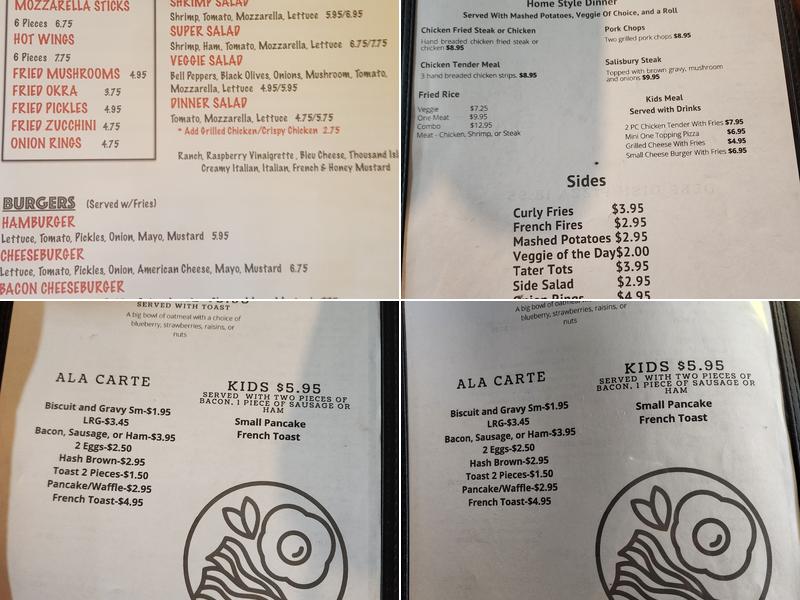 MOZZARELLA STICKS
6 Pieces 6.75
HOT WINGS
6 Pieces 7.75
FRIED MUSHROOMS 4.95
FRIED OKRA 3.75
FRIED PICKLES 4.95
FRIED ZUCCHINI 4.75
ONION RINGS 4.75
SHRIMP SALAD
Shrimp, Tomato, Mozzarella, Lettuce 5.95/6.95
SUPER SALAD
Shrimp, Ham, Tomato, Mozzarella, Lettuce 6.75/7.75
VEGGIE SALAD
Bell Peppers, Black Olives, Onions, Mushroom, Tomato,
Mozzarella, Lettuce 4.95/5.95
DINNER SALAD
Tomato, Mozzarella, Lettuce 4.75/5.75
* Add Grilled Chicken/Crispy Chicken 2.75
Ranch, Raspberry Vinaigrette, Bleu Cheese, Thousand Isl
Creamy Italian, Italian, French & Honey Mustard
BURGERS (Served w/Fries)
HAMBURGER
Lettuce, Tomato, Pickles, Onion, Mayo, Mustard 5.95
CHEESEBURGER
Lettuce, Tomato, Pickles, Onion, American Cheese, Mayo, Mustard 6.75
BACON CHEESEBURGER
Home Style Dinner
Served With Mashed Potatoes, Veggie Of Choice, and a Roll
Chicken Fried Steak or Chicken
Hand breaded chicken fried steak or
chicken $8.95
Chicken Tender Meal
3 hand breaded chicken strips. $8.95
Fried Rice
Veggie $7.25
One Meat $9.95
Combo $12.95
Meat - Chicken, Shrimp, or Steak
Pork Chops
Two grilled pork chops $8.95
Salisbury Steak
Topped with brown gravy, mushroom
and onions $9.95
Kids Meal
Served with Drinks
2 PC Chicken Tender With Fries $7.95
Mini One Topping Pizza $6.95
Grilled Cheese With Fries $4.95
Small Cheese Burger With Fries $6.95
Sides
Curly Fries $3.95
French Fires $2.95
Mashed Potatoes $2.95
Veggie of the Day $2.00
Tater Tots $3.95
Side Salad $2.95
Onion Rings $4.95
SERVED WITH TOAST
A big bowl of oatmeal with a choice of
blueberry, strawberries, raisins, or
nuts
ALA CARTE
Biscuit and Gravy Sm-$1.95
LRG-$3.45
Bacon, Sausage, or Ham-$3.95
2 Eggs-$2.50
Hash Brown-$2.95
Toast 2 Pieces-$1.50
Pancake/Waffle-$2.95
French Toast-$4.95
KIDS $5.95
SERVED WITH TWO PIECES OF
BACON, 1 PIECE OF SAUSAGE OR
HAM
Small Pancake
French Toast
A big bowl of oatmeal with a choice of
blueberry, strawberries, raisins, or
nuts
ALA CARTE
Biscuit and Gravy Sm-$1.95
LRG-$3.45
Bacon, Sausage, or Ham-$3.95
2 Eggs-$2.50
Hash Brown-$2.95
Toast 2 Pieces-$1.50
Pancake/Waffle-$2.95
French Toast-$4.95
KIDS $5.95
SERVED WITH TWO PIECES OF
BACON, 1 PIECE OF SAUSAGE OR
HAM
Small Pancake
French Toast